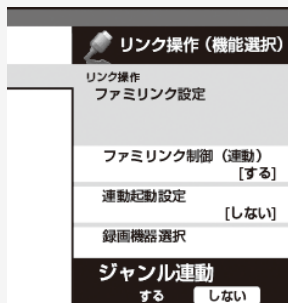 リンク操作（機能選択）
リンク操作
ファミリンク設定
ファミリンク制御（連動）
[する]
連動起動設定
[しない]
録画機器選択
ジャンル連動
する しない